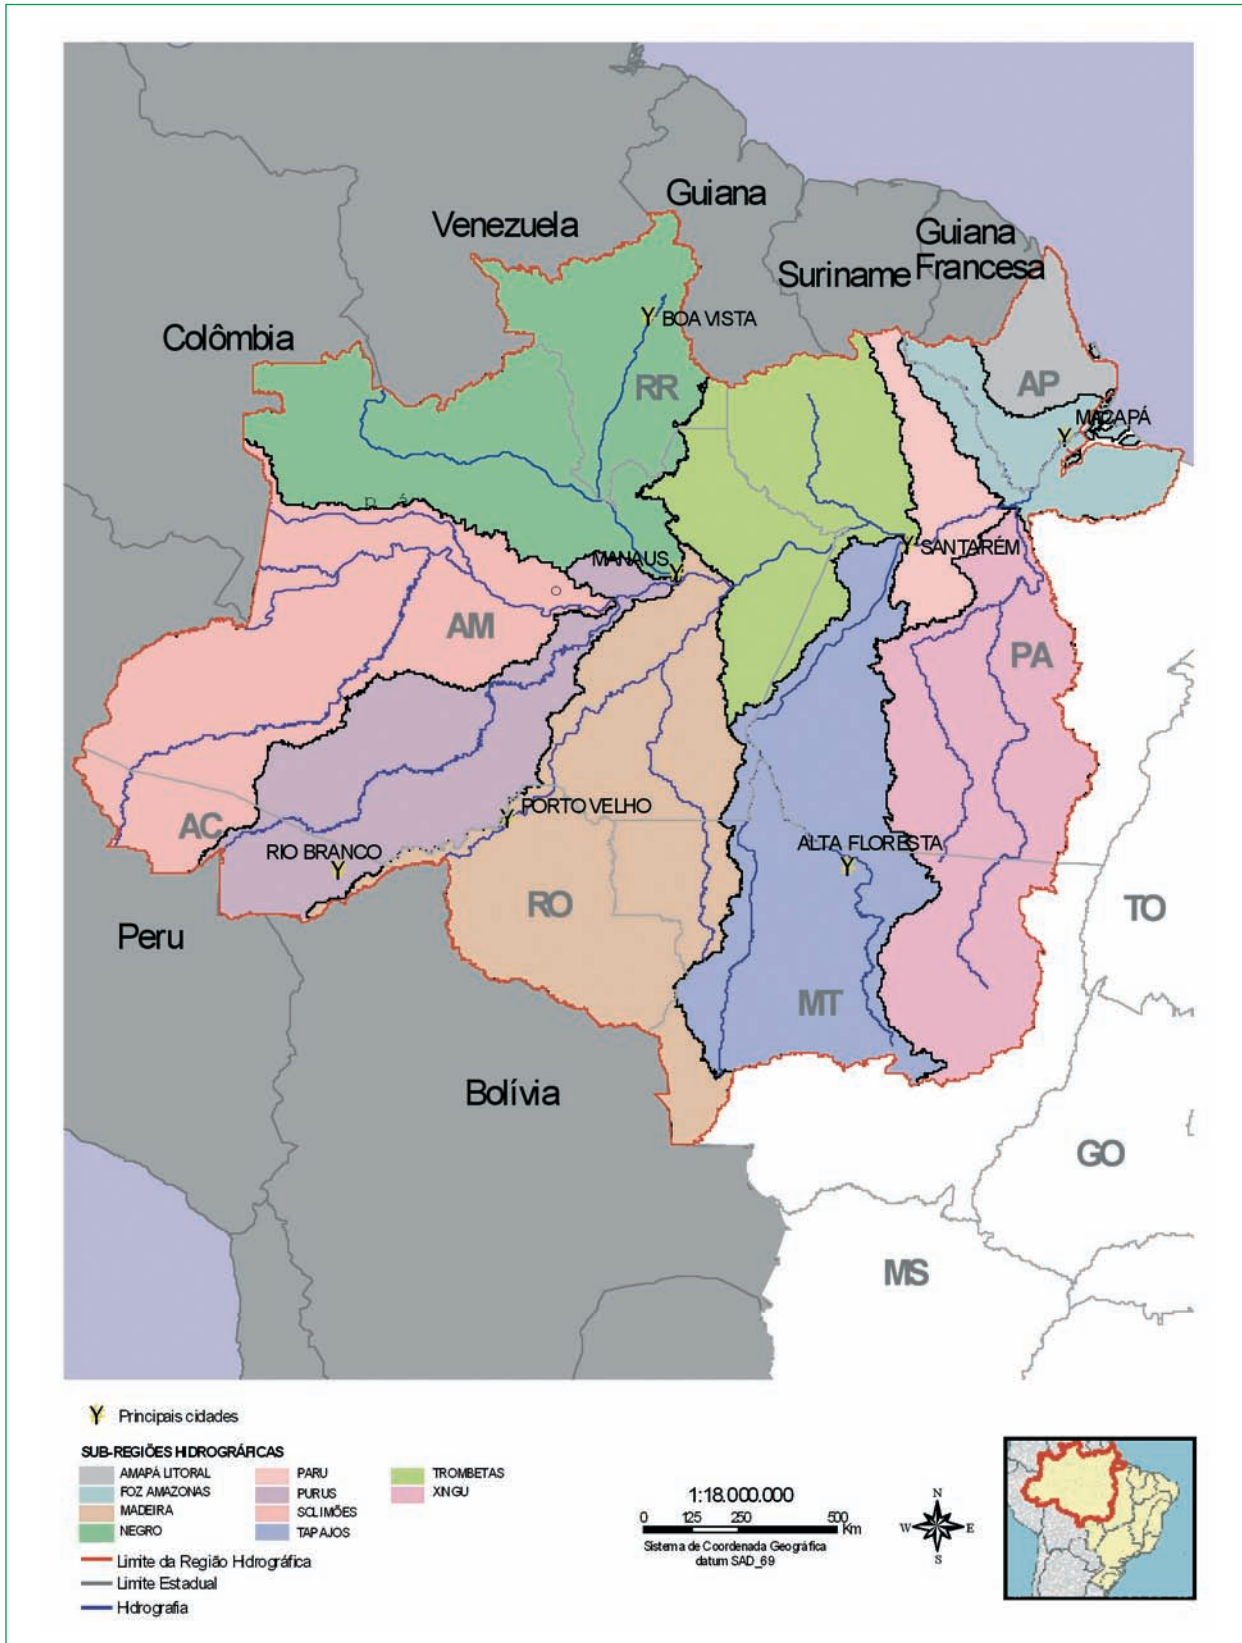 Guiana
Venezuela
Guiana
Francesa
Suriname
Colômbia
BOA VISTA
RR
AP
MACAPÁ
MANAUS
SANTARÉM
AM
PA
PORTO VELHO
AC
RIO BRANCO
ALTA FLORESTA
RO
TO
Peru
MT
Bolívia
GO
MS
Y Principais cidades
SUB-REGIÕES HIDROGRÁFICAS
AMAPÁ LITORAL
FOZ AMAZONAS
MADEIRA
NEGRO
PARU
PURUS
SCLIMÕES
TAPAJOS
TROMBETAS
XINGU
Limite da Região Hidrográfica
Limite Estadual
Hidrografia
1:18.000.000
0 125 250 500
Km
Sistema de Coordenada Geográfica
datum SAD_69
N
W E
S